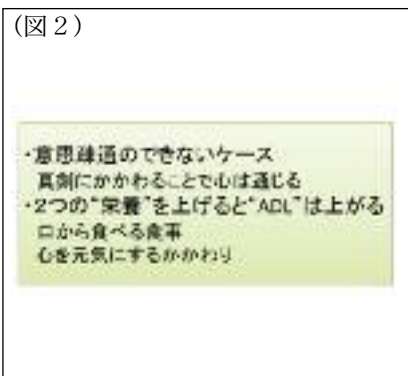 (図2)
・意思疎通のできないケース
真剣にかかわることで心は通じる
・2つの“栄養”を上げると“ADL”は上がる
口から食べる食事
心を元気にするかかわり